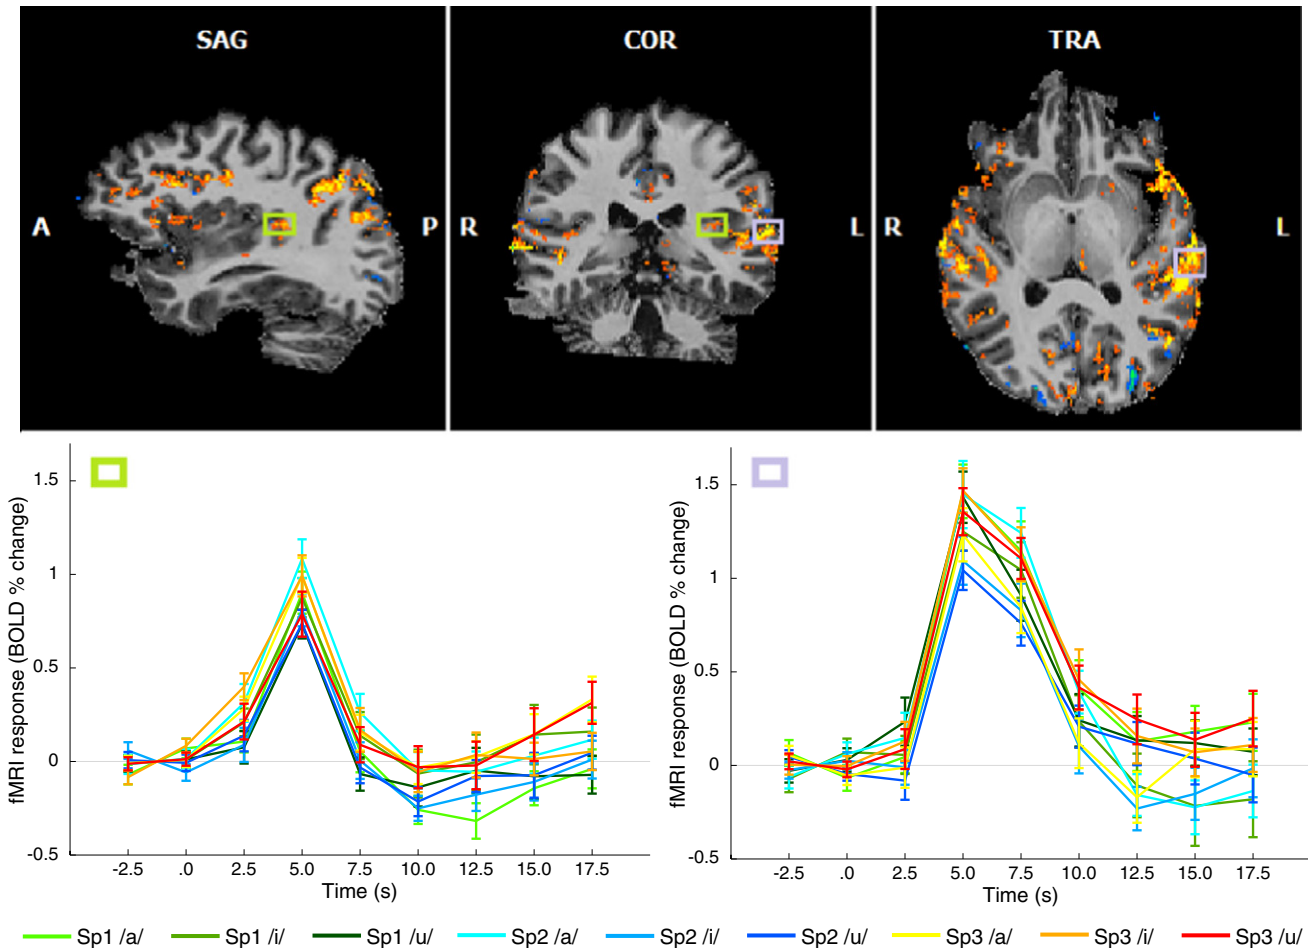 SAG
COR
TRA
A
P
R
L
R
L
fMRI response (BOLD % change)
1.5
1
0.5
0
-0.5
-2.5 .0 2.5 5.0 7.5 10.0 12.5 15.0 17.5
Time (s)
fMRI response (BOLD % change)
1.5
1
0.5
0
-0.5
-2.5 .0 2.5 5.0 7.5 10.0 12.5 15.0 17.5
Time (s)
Sp1 /a/ Sp1 /i/ Sp1 /u/ Sp2 /a/ Sp2 /i/ Sp2 /u/ Sp3 /a/ Sp3 /i/ Sp3 /u/